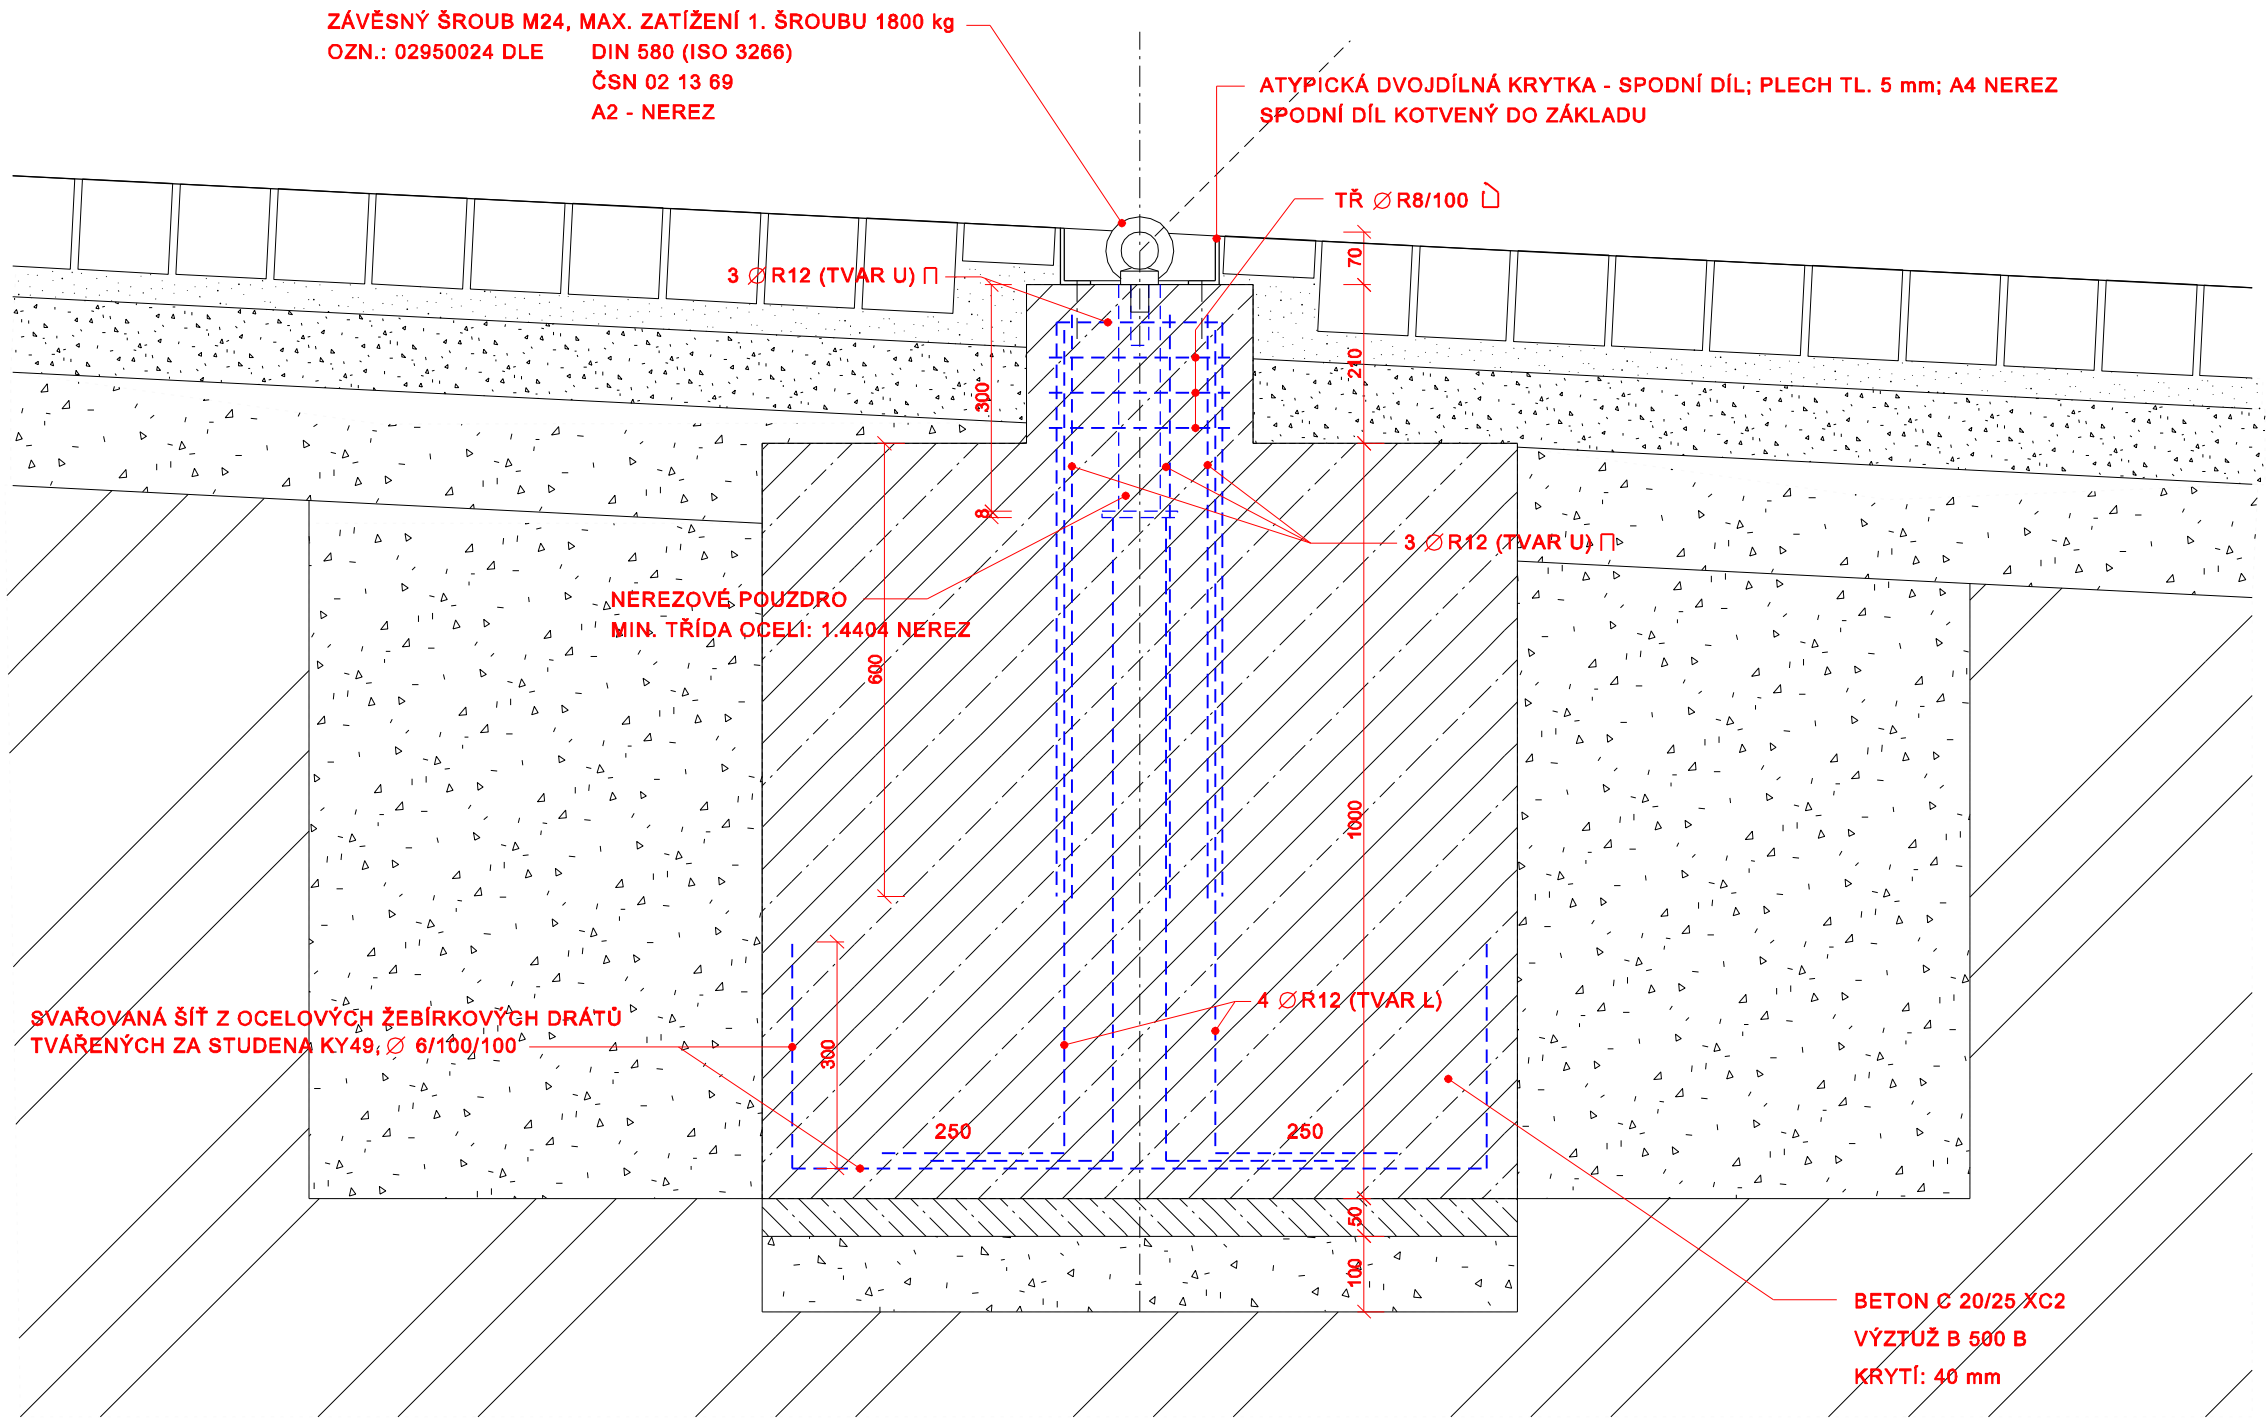 ZÁVĚSNÝ ŠROUB M24, MAX. ZATÍŽENÍ 1. ŠROUBU 1800 kg
OZN.: 02950024 DLE DIN 580 (ISO 3266)
ČSN 02 13 69
A2 - NEREZ
ATYPICKÁ DVOJDÍLNÁ KRYTKA - SPODNÍ DÍL; PLECH TL. 5 mm; A4 NEREZ
SPODNÍ DÍL KOTVENÝ DO ZÁKLADU
TŘ ∅ R8/100
70
3 ∅ R12 (TVAR U)
210
300
8
3 ∅ R12 (TVAR U)
NEREZOVÉ POUZDRO
MIN. TŘÍDA OCELI: 1.4404 NEREZ
600
1000
4 ∅ R12 (TVAR L)
SVAŘOVANÁ ŠÍŤ Z OCELOVÝCH ŽEBÍRKOVÝCH DRÁTŮ
TVÁŘENÝCH ZA STUDENA KY49, ∅ 6/100/100
300
250
250
50
100
BETON C 20/25 XC2
VÝZTUŽ B 500 B
KRYTÍ: 40 mm